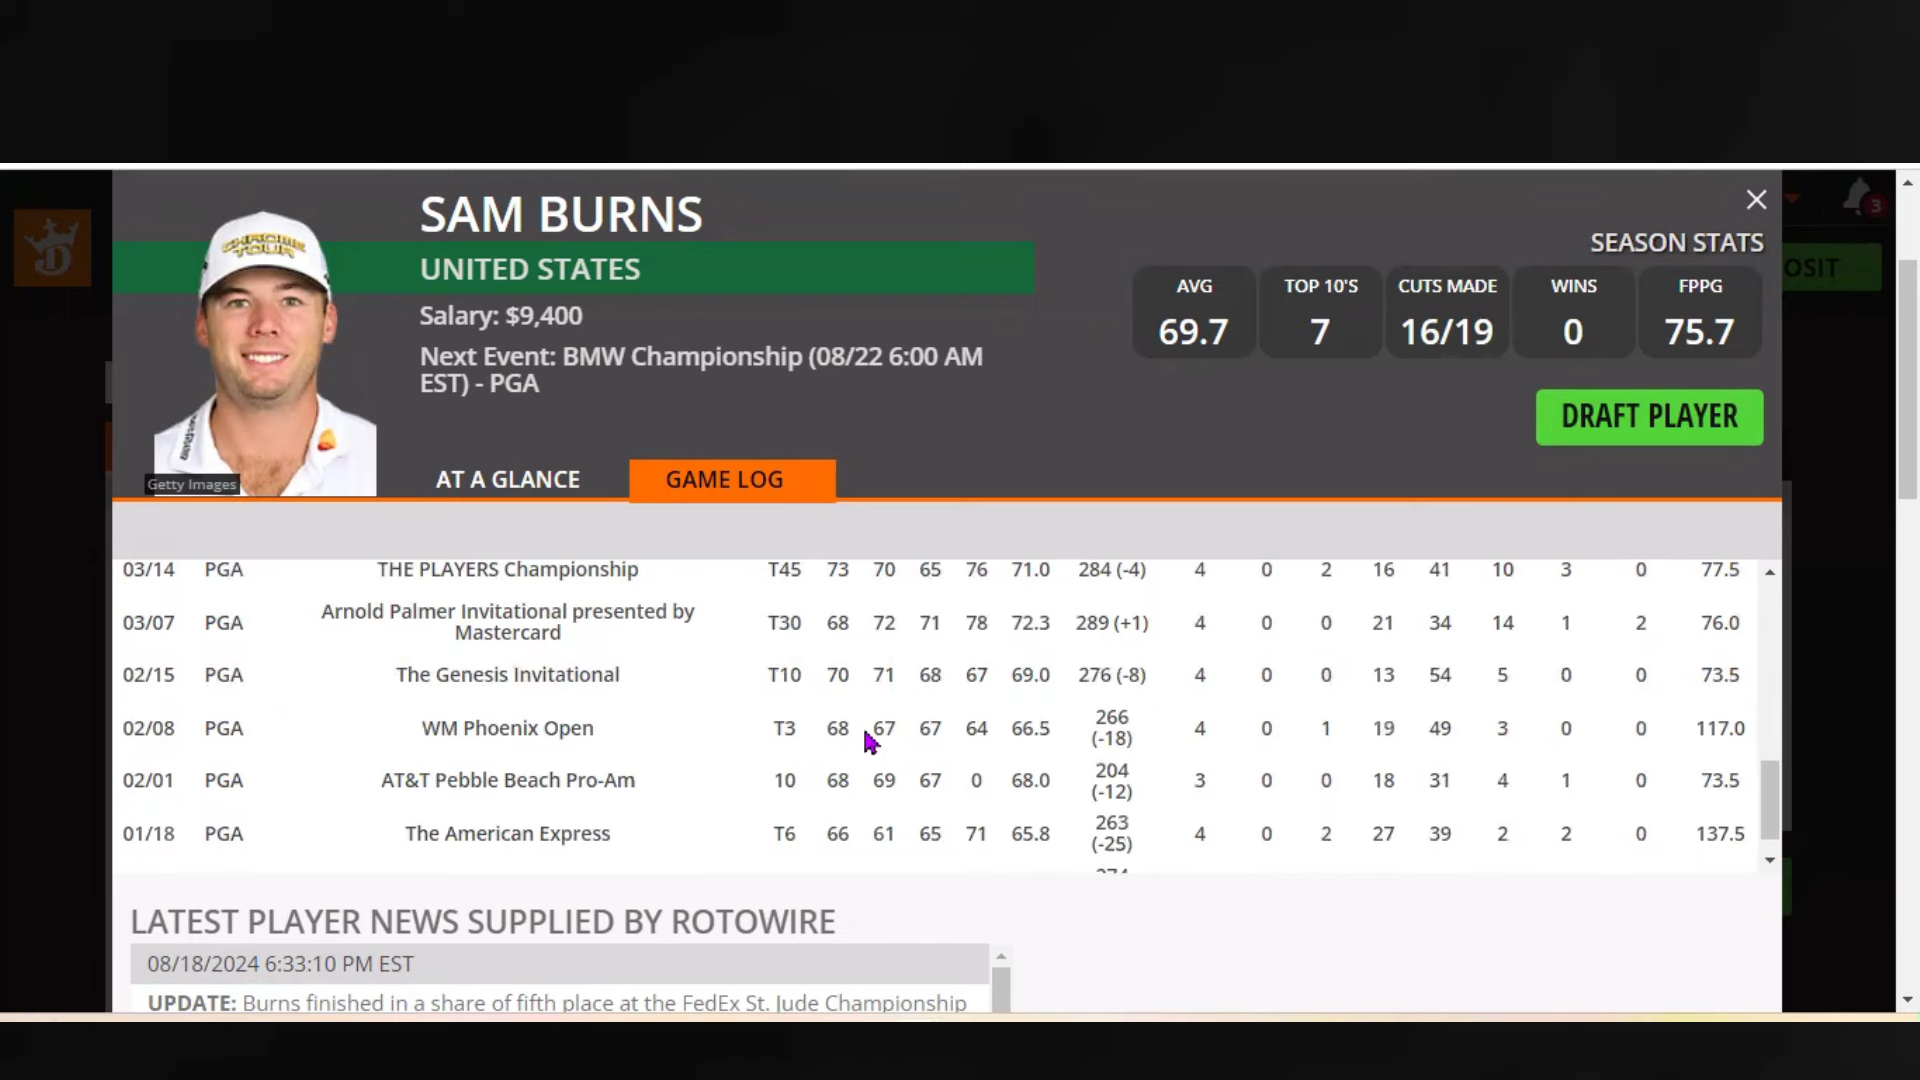 SAM BURNS
UNITED STATES
Salary: $9,400
Next Event: BMW Championship (08/22 6:00 AM
EST) - PGA
CHROME
TOUR
Getty Images
SEASON STATS
AVG TOP 10'S CUTS MADE WINS FPPG
69.7 7 16/19 0 75.7
3
OSIT
DRAFT PLAYER
AT A GLANCE GAME LOG
03/14 PGA THE PLAYERS Championship T45 73 70 65 76 71.0 284 (-4) 4 0 2 16 41 10 3 0 77.5
03/07 PGA Arnold Palmer Invitational presented by
Mastercard T30 68 72 71 78 72.3 289 (+1) 4 0 0 21 34 14 1 2 76.0
02/15 PGA The Genesis Invitational T10 70 71 68 67 69.0 276 (-8) 4 0 0 13 54 5 0 0 73.5
02/08 PGA WM Phoenix Open T3 68 67 67 64 66.5 266
(-18) 4 0 1 19 49 3 0 0 117.0
02/01 PGA AT&T Pebble Beach Pro-Am 10 68 69 67 0 68.0 204
(-12) 3 0 0 18 31 4 1 0 73.5
01/18 PGA The American Express T6 66 61 65 71 65.8 263
(-25) 4 0 2 27 39 2 2 0 137.5
LATEST PLAYER NEWS SUPPLIED BY ROTOWIRE
08/18/2024 6:33:10 PM EST
UPDATE: Burns finished in a share of fifth place at the FedEx St. Jude Championship